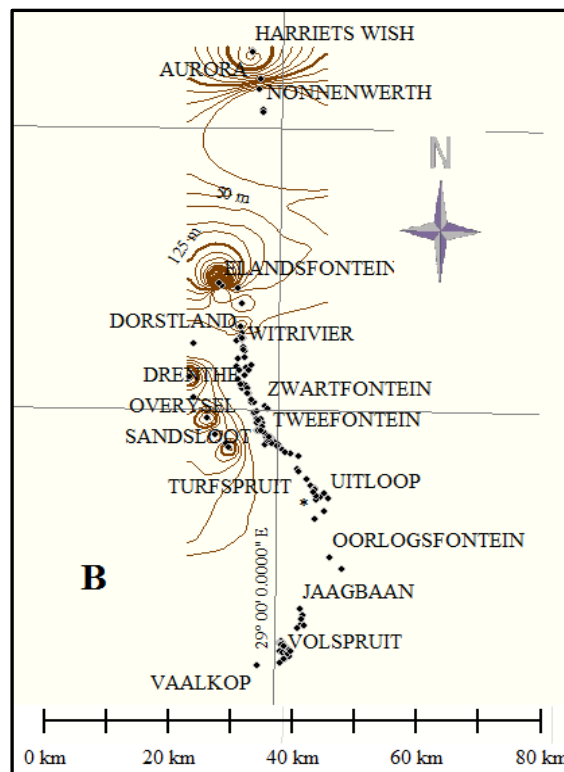 HARRIETS WISH
AURORA
NONNENWERTH
N
50 m
125 m
ELANDSFONTEIN
DORSTLAND
WITRIVIER
DRENTHE
ZWARTFONTEIN
OVERYSEL
TWEEFONTEIN
SANDSLOOT
TURFSPRUIT
UITLOOP
*
OORLOGSFONTEIN
B
29° 00' 0.0000" E
JAAGBAAN
VOLSPRUIT
VAALKOP
0 km 20 km 40 km 60 km 80 km